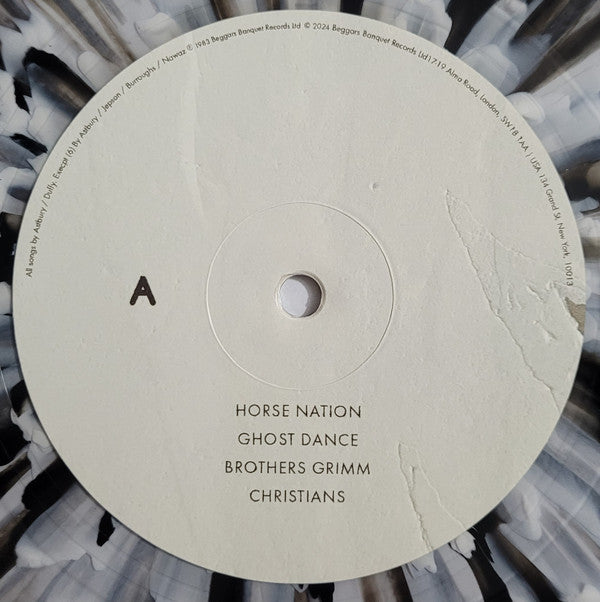 All songs by Astbury / Duffy, Execpt (6) By Astbury / Jepson / Burroughs / Nawaz ℗ 1983 Beggars Banquet Records Ltd © 2024 Beggars Banquet Records Ltd 17-19 Alma Road, London, SW18 1AA | USA 134 Grand St, New York, 10013
A
HORSE NATION
GHOST DANCE
BROTHERS GRIMM
CHRISTIANS